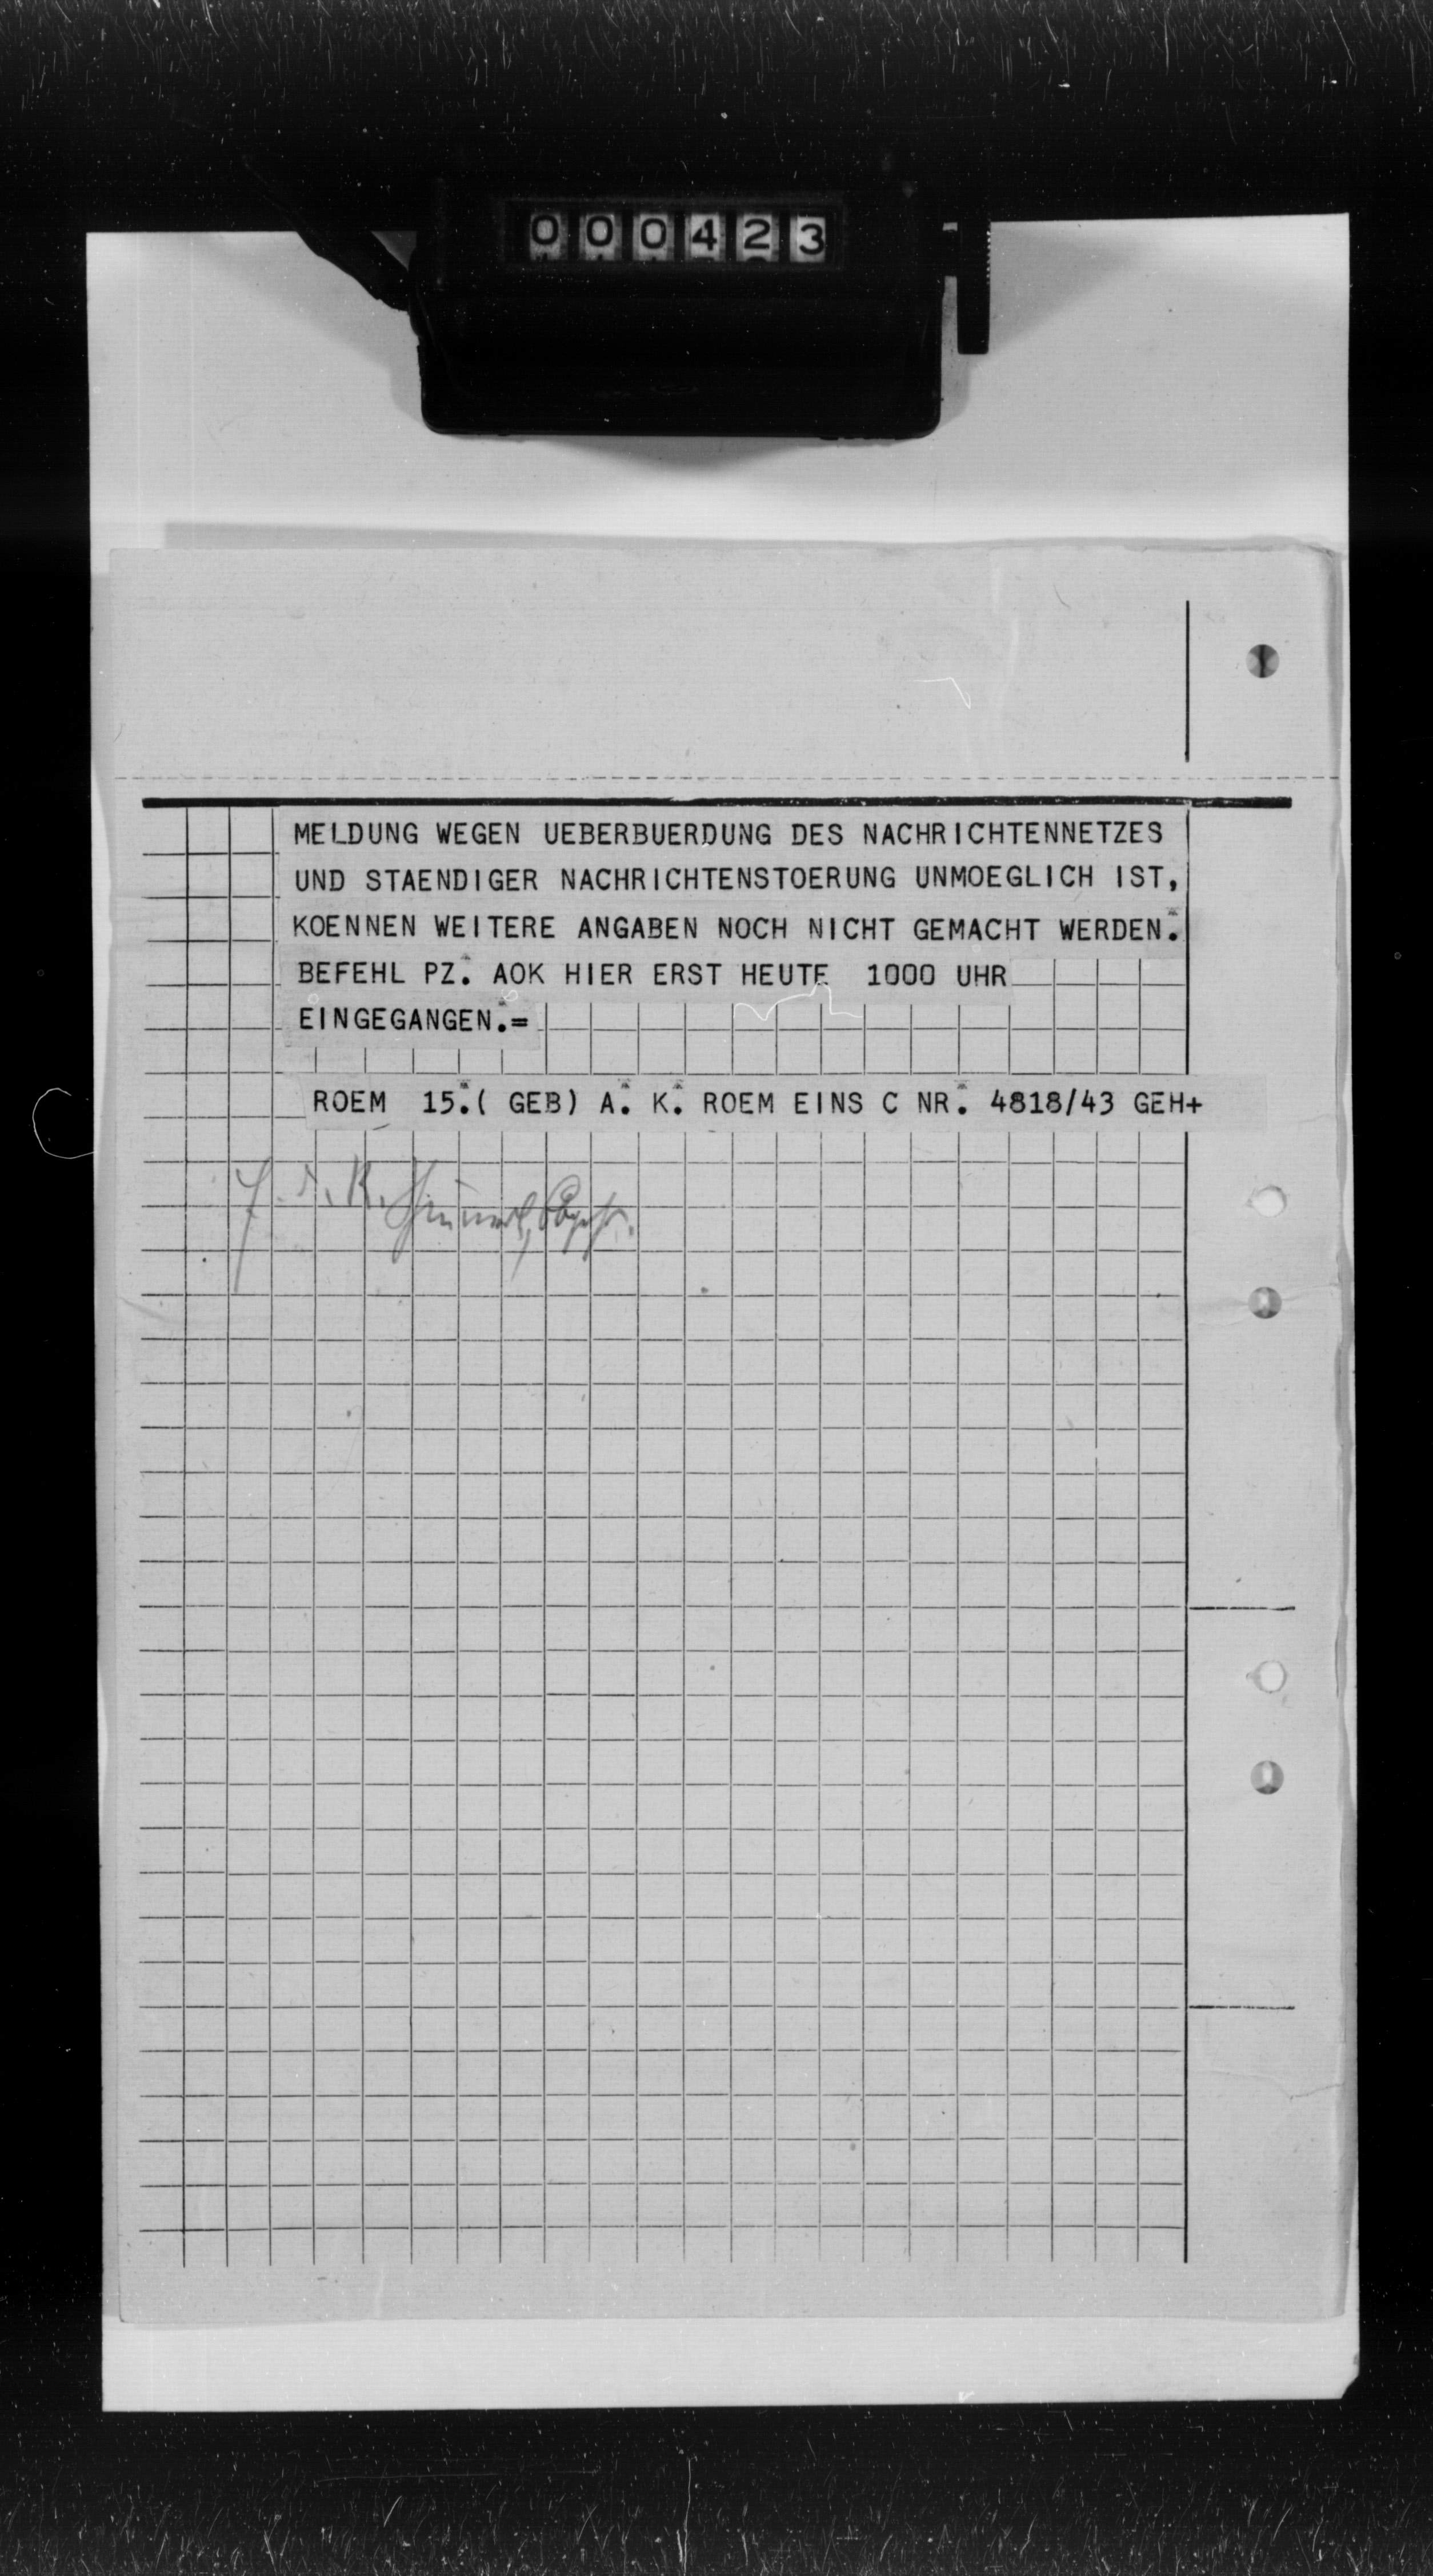 000423
MELDUNG WEGEN UEBERBUERDUNG DES NACHRICHTENNETZES
UND STAENDIGER NACHRICHTENSTOERUNG UNMOEGLICH IST,
KOENNEN WEITERE ANGABEN NOCH NICHT GEMACHT WERDEN.
BEFEHL PZ. AOK HIER ERST HEUTE 1000 UHR
EINGEGANGEN.=
ROEM 15.( GEB) A. K. ROEM EINS C NR. 4818/43 GEH+